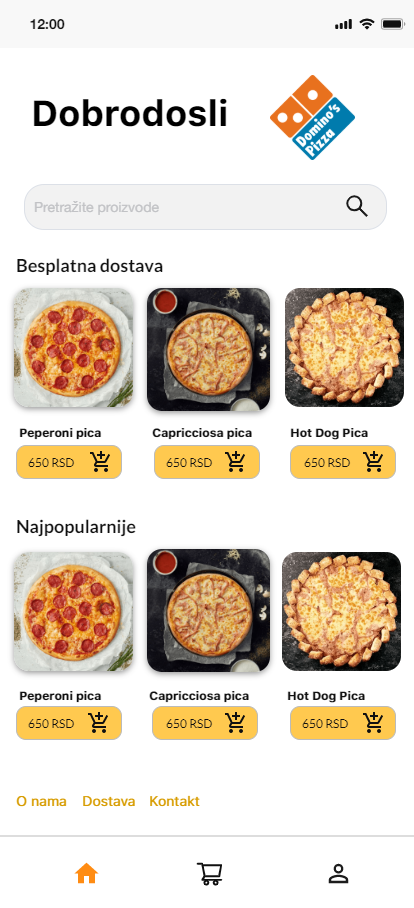 12:00
Dobrodosli
Domino's
Pizza
Pretražite proizvode
Besplatna dostava
Peperoni pica
Capricciosa pica
Hot Dog Pica
650 RSD
650 RSD
650 RSD
Najpopularnije
Peperoni pica
Capricciosa pica
Hot Dog Pica
650 RSD
650 RSD
650 RSD
O nama
Dostava
Kontakt